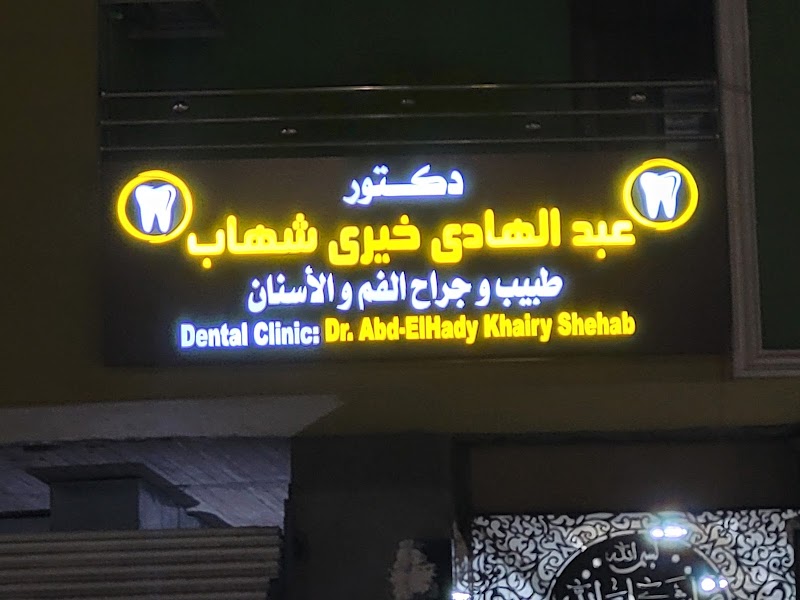 دكتور
عبد الهادى خيرى شهاب
طبيب و جراح الفم و الأسنان
Dental Clinic: Dr. Abd-ElHady Khairy Shehab